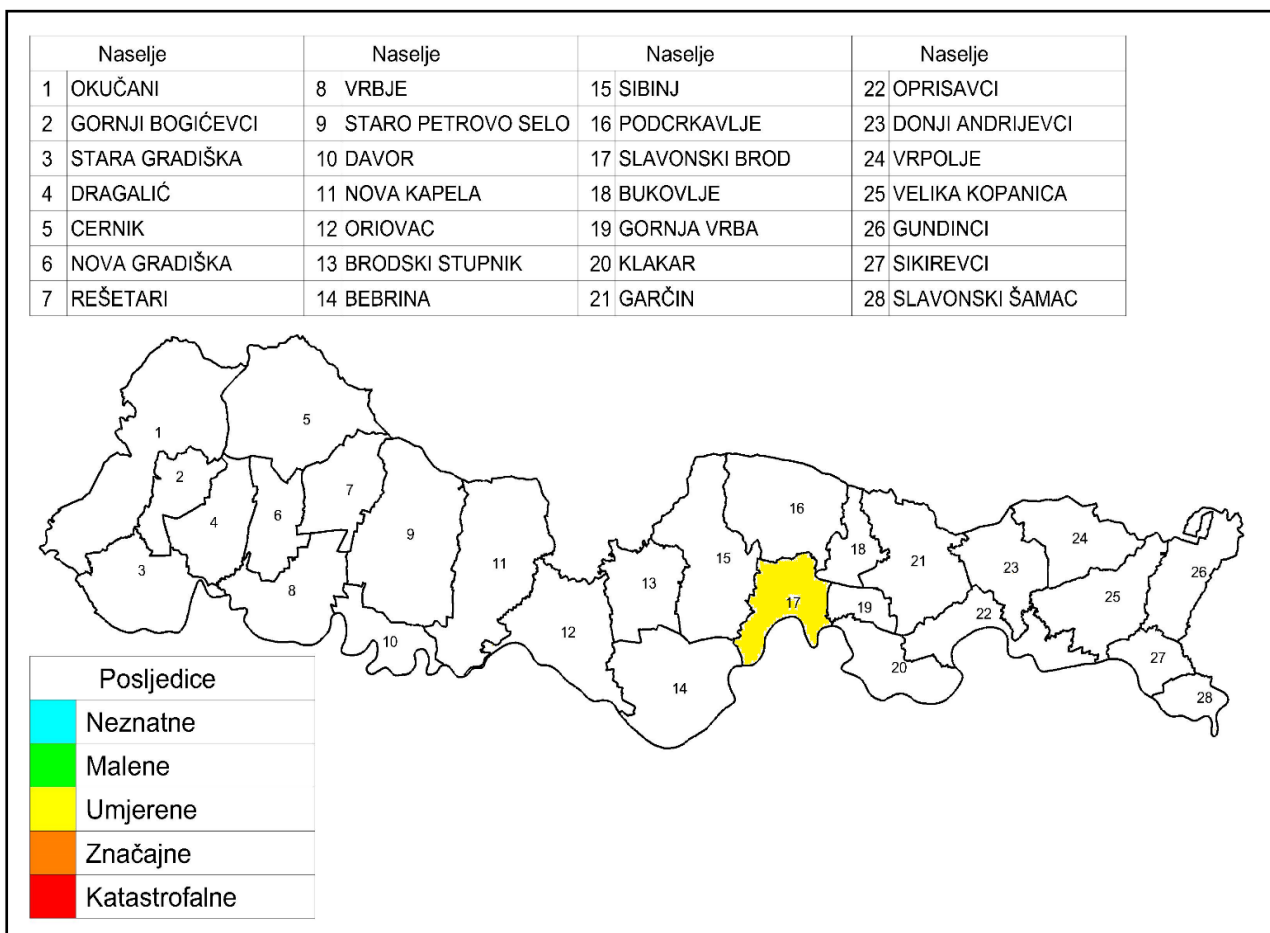 Naselje Naselje Naselje Naselje
1 OKUČANI 8 VRBJE 15 SIBINJ 22 OPRISAVCI
2 GORNJI BOGIĆEVCI 9 STARO PETROVO SELO 16 PODCRKAVLJE 23 DONJI ANDRIJEVCI
3 STARA GRADIŠKA 10 DAVOR 17 SLAVONSKI BROD 24 VRPOLJE
4 DRAGALIĆ 11 NOVA KAPELA 18 BUKOVLJE 25 VELIKA KOPANICA
5 CERNIK 12 ORIOVAC 19 GORNJA VRBA 26 GUNDINCI
6 NOVA GRADIŠKA 13 BRODSKI STUPNIK 20 KLAKAR 27 SIKIREVCI
7 REŠETARI 14 BEBRINA 21 GARČIN 28 SLAVONSKI ŠAMAC
5
1
2
7
6
4
9
3
8
11
10
12
13
15
14
16
18
17
19
21
20
22
23
24
25
26
27
28
Posljedice
Neznatne
Malene
Umjerene
Značajne
Katastrofalne